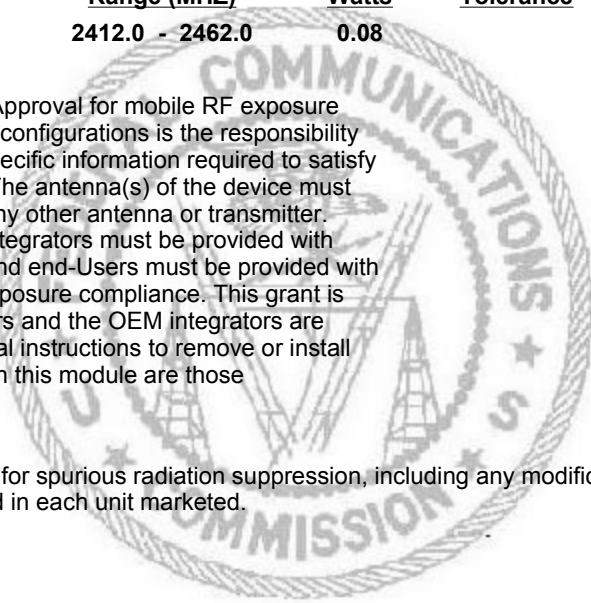 Range (MHZ) Watts Tolerance
2412.0 - 2462.0 0.08
Approval for mobile RF exposure
configurations is the responsibility
ecific information required to satisfy
he antenna(s) of the device must
ny other antenna or transmitter.
ntegrators must be provided with
nd end-Users must be provided with
posure compliance. This grant is
rs and the OEM integrators are
al instructions to remove or install
n this module are those
for spurious radiation suppression, including any modific
d in each unit marketed.
FEDERAL COMMUNICATIONS COMMISSION
U S